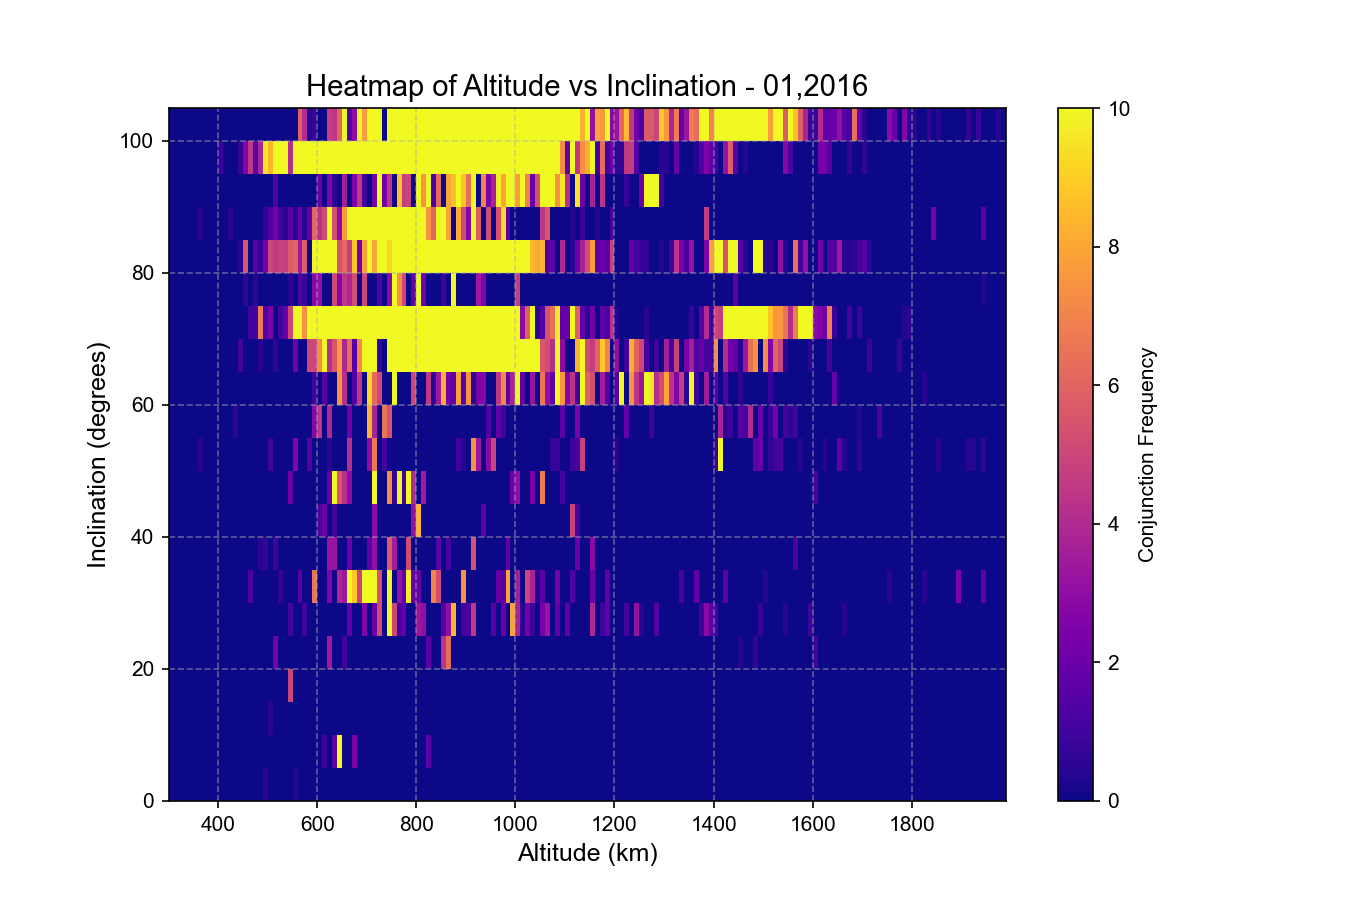 Heatmap of Altitude vs Inclination - 01,2016
100
80
60
40
20
0
Inclination (degrees)
400 600 800 1000 1200 1400 1600 1800
Altitude (km)
10
8
6
4
2
0
Conjunction Frequency